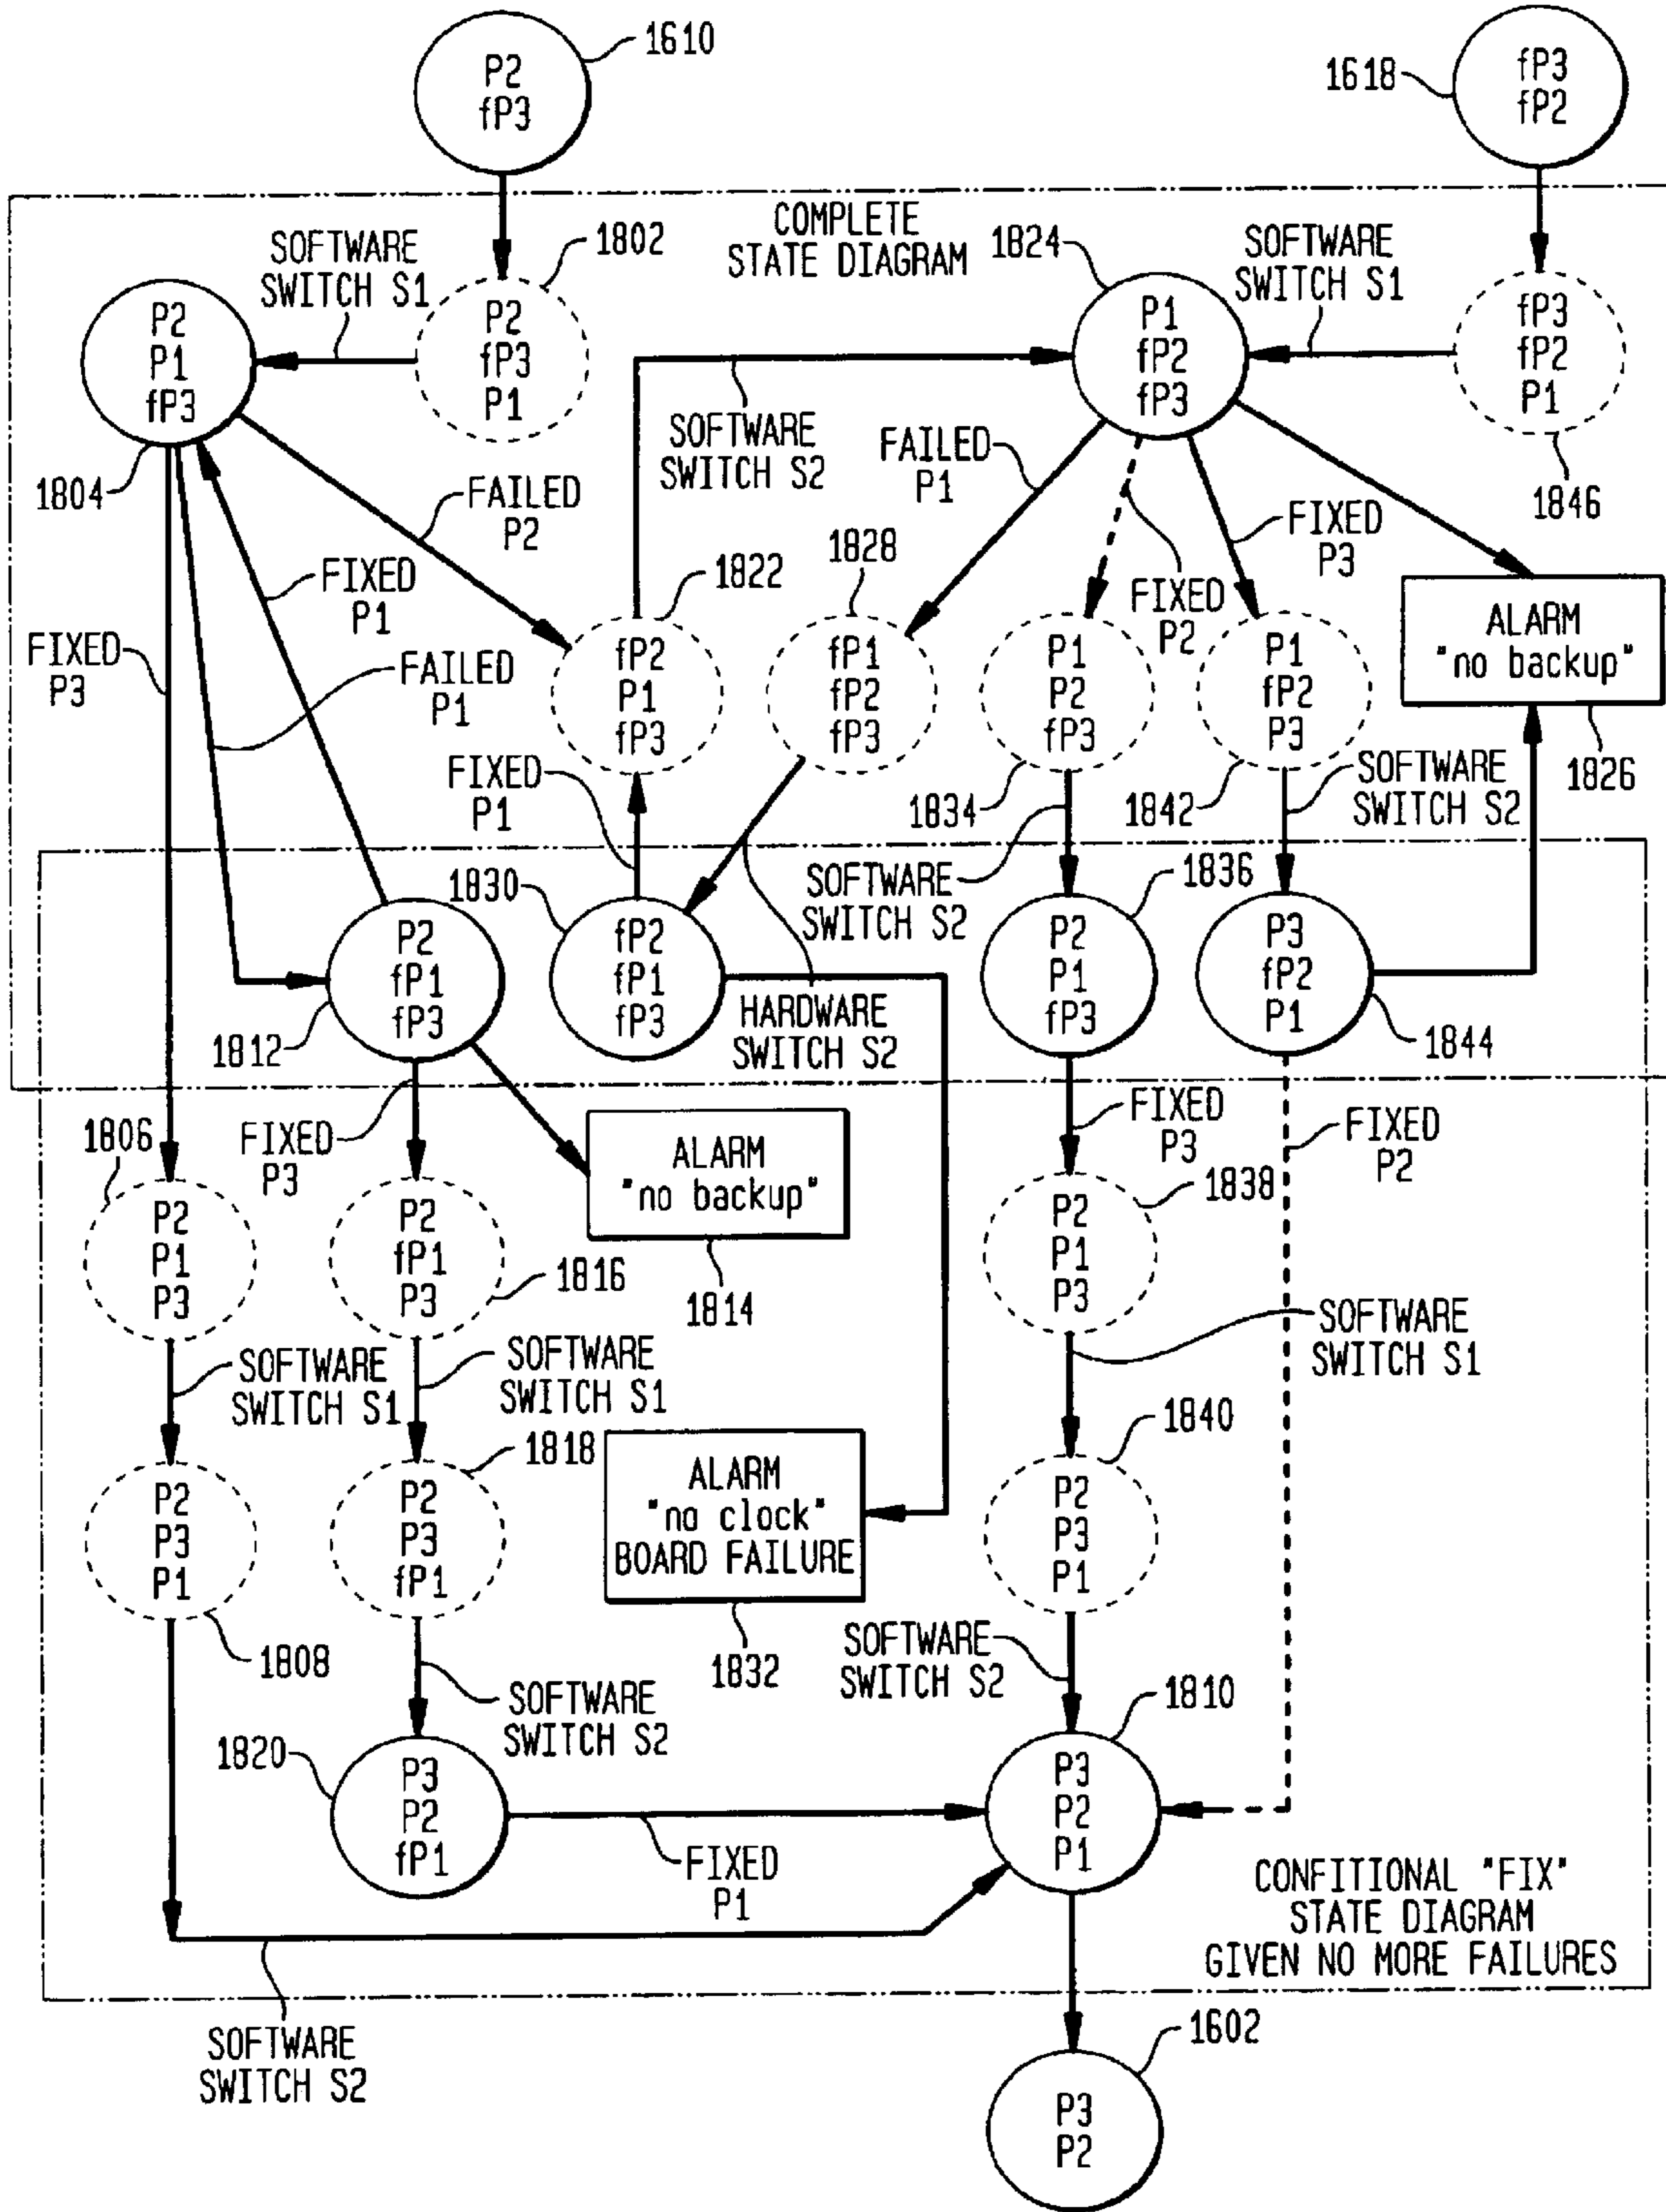 1610
P2
fP3
1618
fP3
fP2
COMPLETE
STATE DIAGRAM
SOFTWARE
SWITCH S1
1802
P2
fP3
P1
P2
P1
fP3
1804
1824
P1
fP2
fP3
SOFTWARE
SWITCH S1
fP3
fP2
P1
1846
SOFTWARE
SWITCH S2
FAILED
P1
FAILED
P2
FIXED
P3
FIXED
P1
1822
1828
FIXED
P2
FIXED
P3
FAILED
P1
fP2
P1
fP3
fP1
fP2
fP3
P1
P2
fP3
P1
fP2
P3
ALARM
"no backup"
1826
FIXED
P1
1834
1842
SOFTWARE
SWITCH S2
1830
SOFTWARE
SWITCH S2
1836
P2
fP1
fP3
1812
fP2
fP1
fP3
HARDWARE
SWITCH S2
P2
P1
fP3
P3
fP2
P1
1844
1806
FIXED
P3
ALARM
"no backup"
1814
FIXED
P3
1838
FIXED
P2
P2
P1
P3
P2
fP1
P3
1816
P2
P1
P3
SOFTWARE
SWITCH S1
SOFTWARE
SWITCH S1
SOFTWARE
SWITCH S1
1818
1840
P2
P3
P1
1808
P2
P3
fP1
ALARM
"no clock"
BOARD FAILURE
1832
P2
P3
P1
SOFTWARE
SWITCH S2
SOFTWARE
SWITCH S2
1810
1820
P3
P2
fP1
FIXED
P1
P3
P2
P1
CONFITIONAL "FIX"
STATE DIAGRAM
GIVEN NO MORE FAILURES
SOFTWARE
SWITCH S2
1602
P3
P2